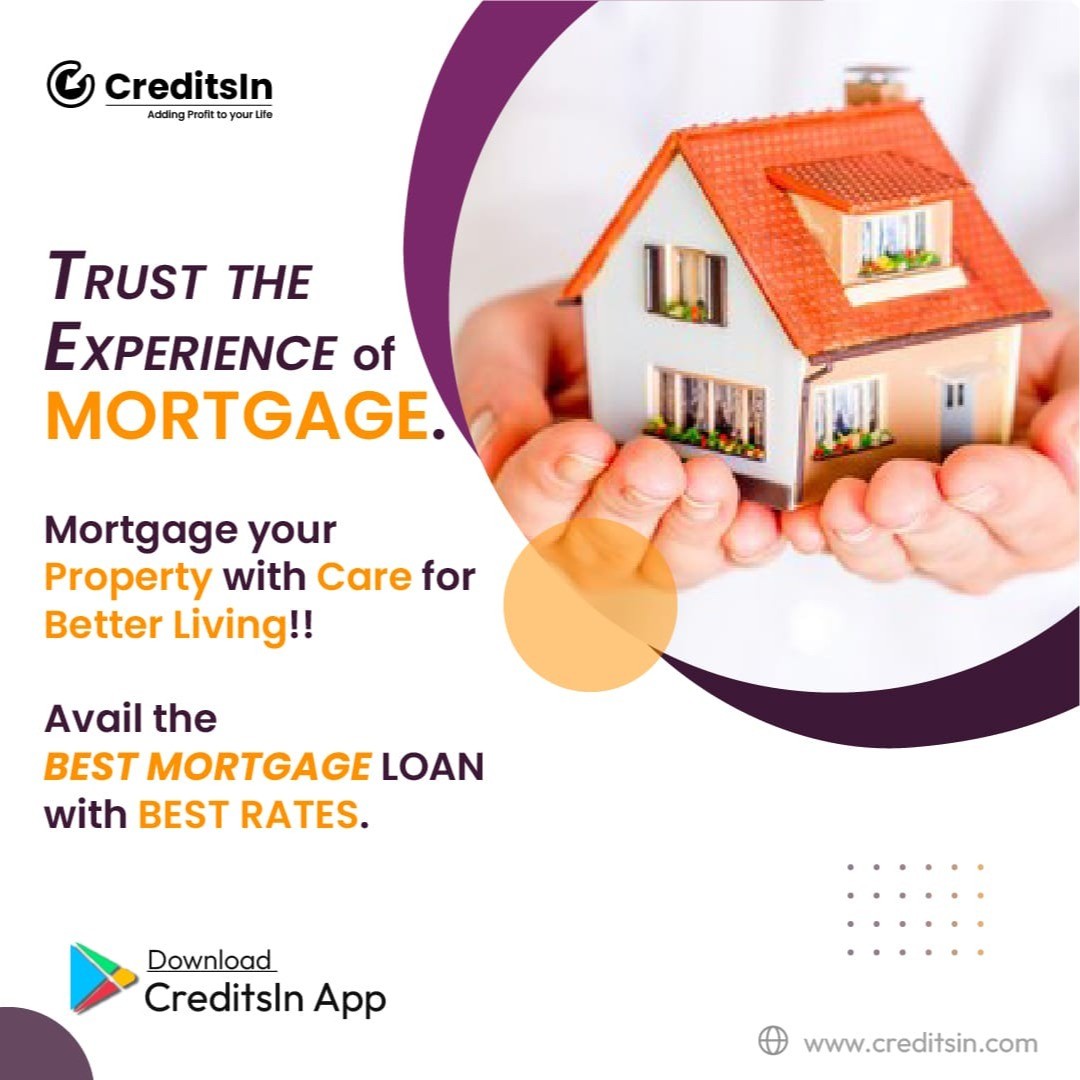 CreditsIn
Adding Profit to your Life
TRUST THE
EXPERIENCE of
MORTGAGE.
Mortgage your
Property with Care for
Better Living!!
Avail the
BEST MORTGAGE LOAN
with BEST RATES.
Download
CreditsIn App
www.creditsin.com